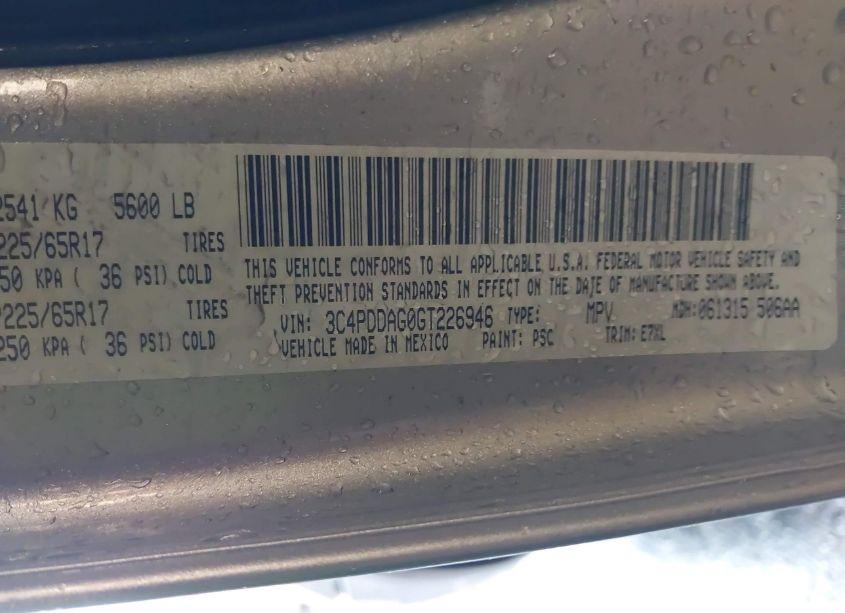 2541 KG 5600 LB
225/65R17 TIRES
250 KPA ( 36 PSI) COLD
P225/65R17 TIRES
250 KPA ( 36 PSI) COLD
THIS VEHICLE CONFORMS TO ALL APPLICABLE U.S.A. FEDERAL MOTOR VEHICLE SAFETY AND
THEFT PREVENTION STANDARDS IN EFFECT ON THE DATE OF MANUFACTURE SHOWN ABOVE.
VIN: 3C4PDDAG0GT226946 TYPE: MPV MDH:061315 506AA
VEHICLE MADE IN MEXICO PAINT: PSC TRIM: E7XL